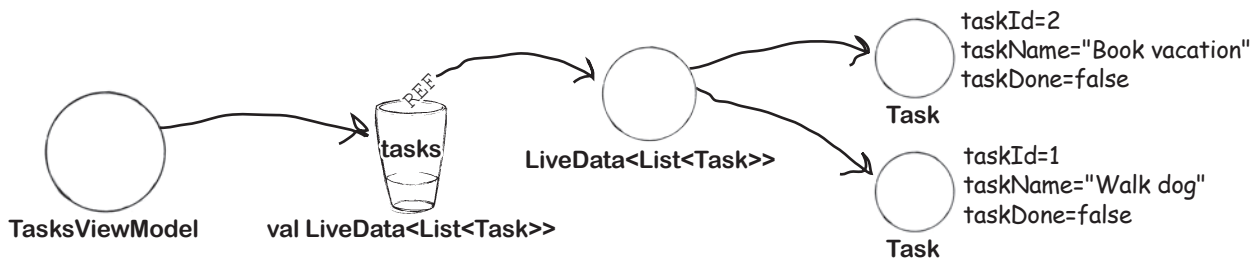 TasksViewModel
REF
tasks
val LiveData<List<Task>>
LiveData<List<Task>>
taskId=2
taskName="Book vacation"
taskDone=false
Task
taskId=1
taskName="Walk dog"
taskDone=false
Task